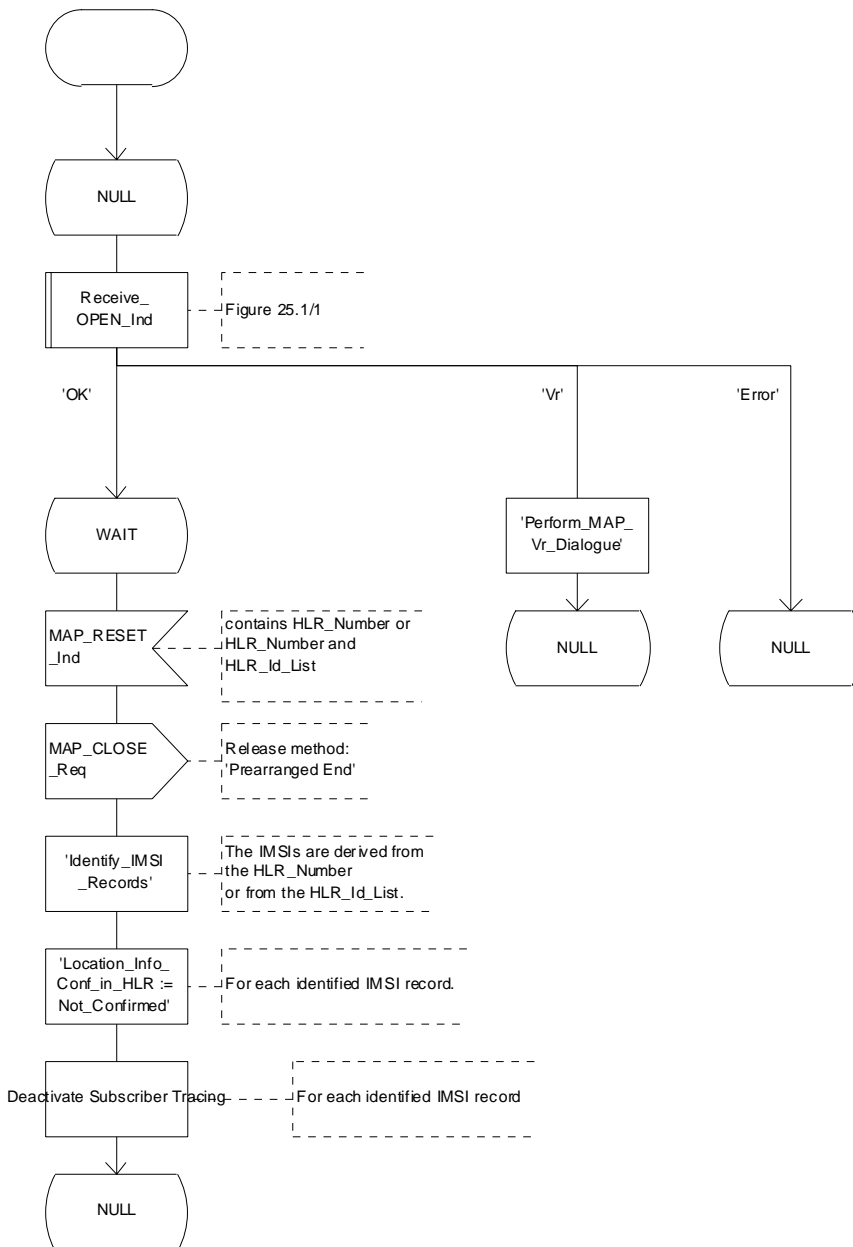 NULL
Receive_
OPEN_Ind
Figure 25.1/1
'OK'
'Vr'
'Error'
WAIT
'Perform_MAP_
Vr_Dialogue'
MAP_RESET
_Ind
contains HLR_Number or
HLR_Number and
HLR_Id_List
NULL
NULL
MAP_CLOSE
_Req
Release method:
'Prearranged End'
'Identify_IMSI
_Records'
The IMSIs are derived from
the HLR_Number
or from the HLR_Id_List.
'Location_Info_
Conf_in_HLR :=
Not_Confirmed'
For each identified IMSI record.
Deactivate Subscriber Tracing
For each identified IMSI record
NULL